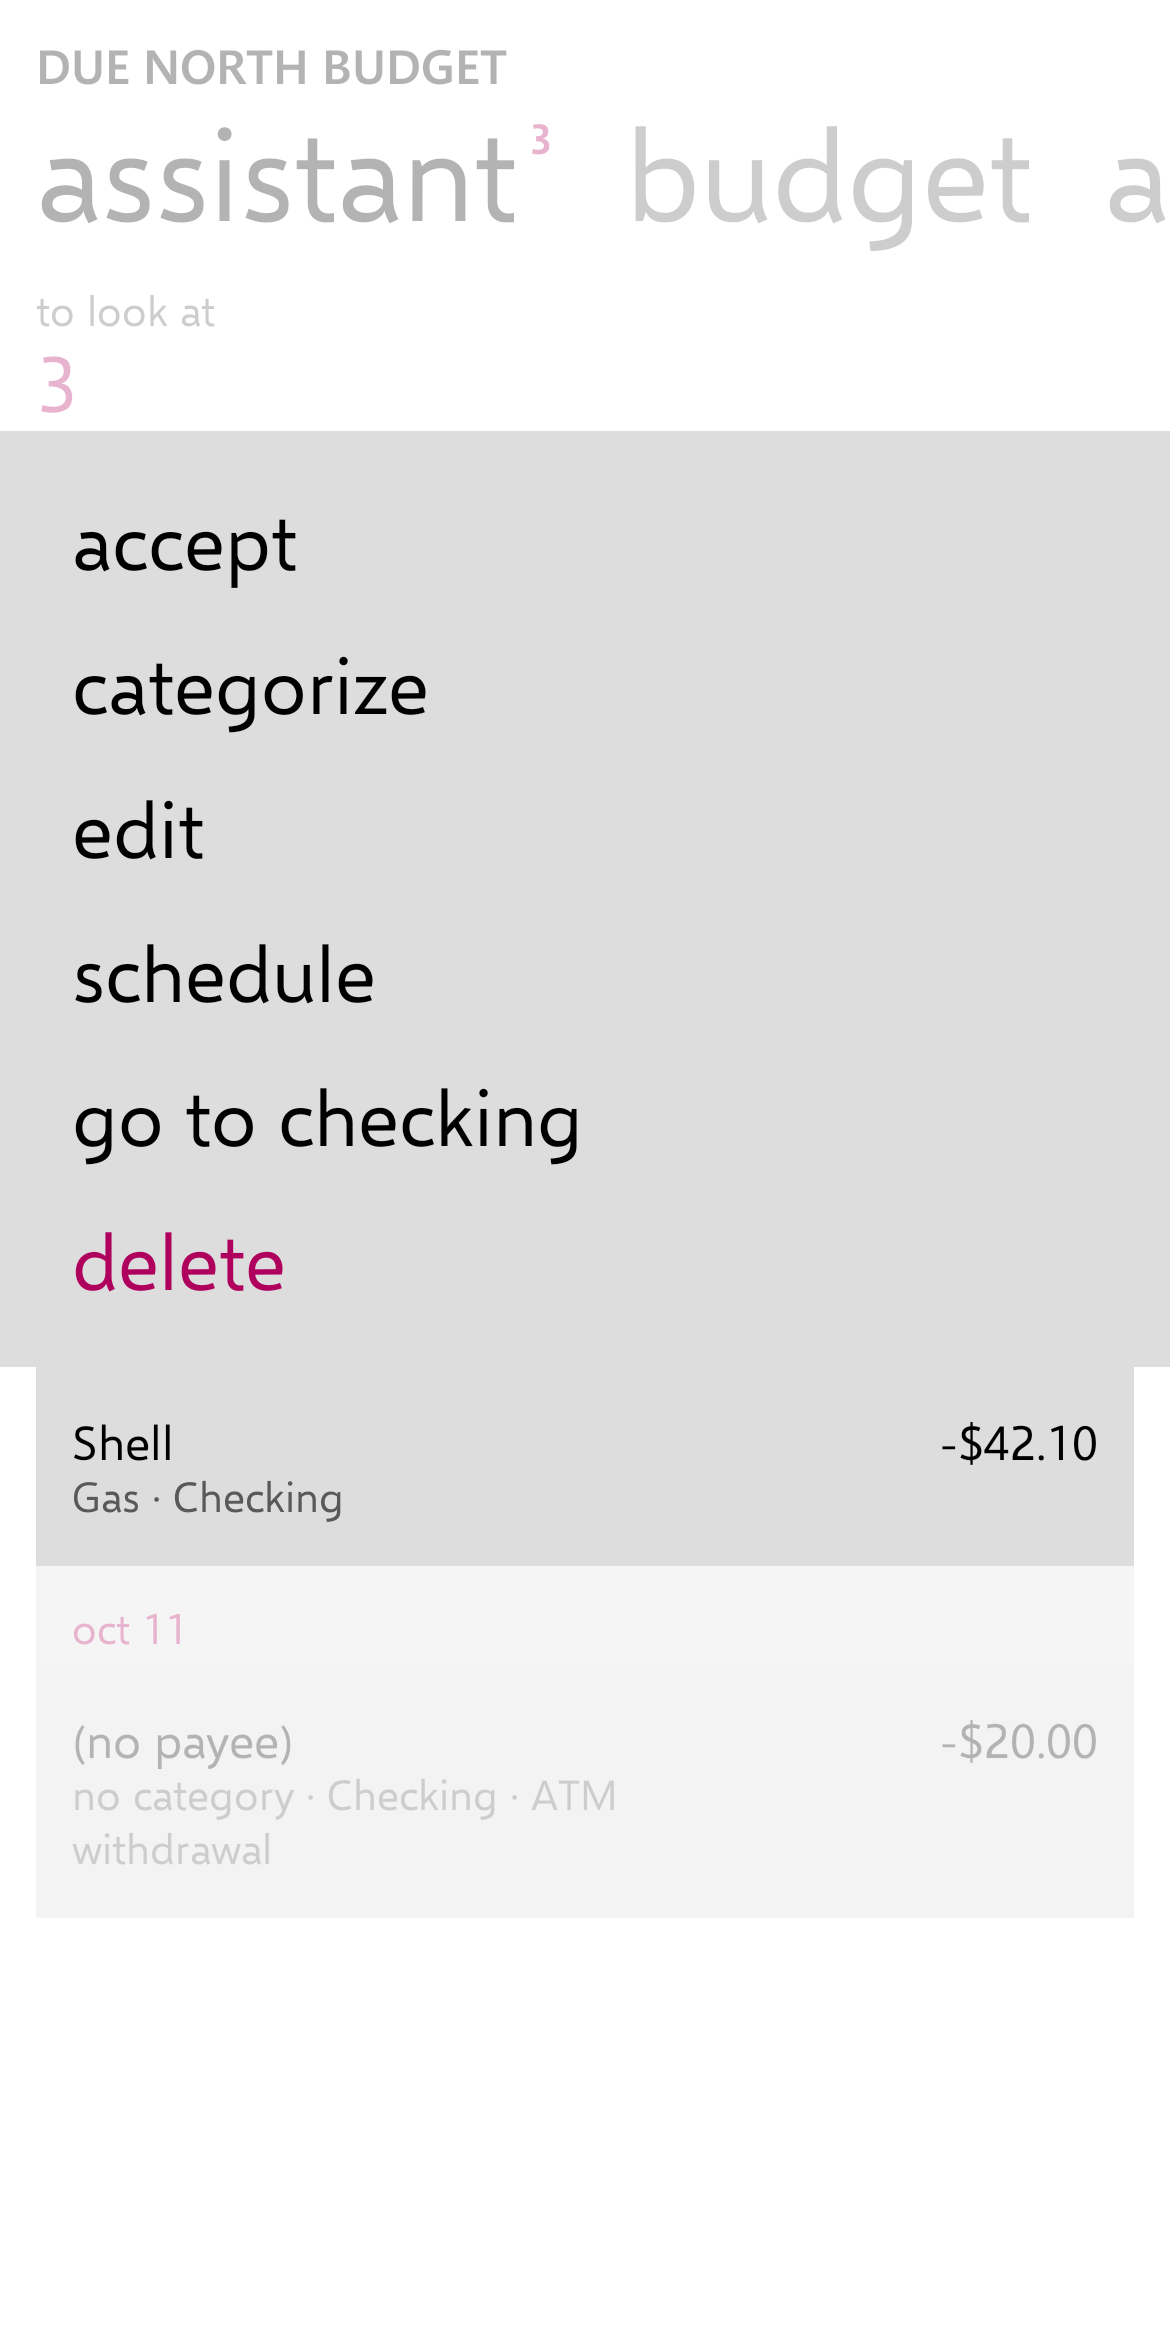 DUE NORTH BUDGET
assistant 3 budget a
to look at
3
accept
categorize
edit
schedule
go to checking
delete
Shell -$42.10
Gas · Checking
oct 11
(no payee) -$20.00
no category · Checking · ATM
withdrawal